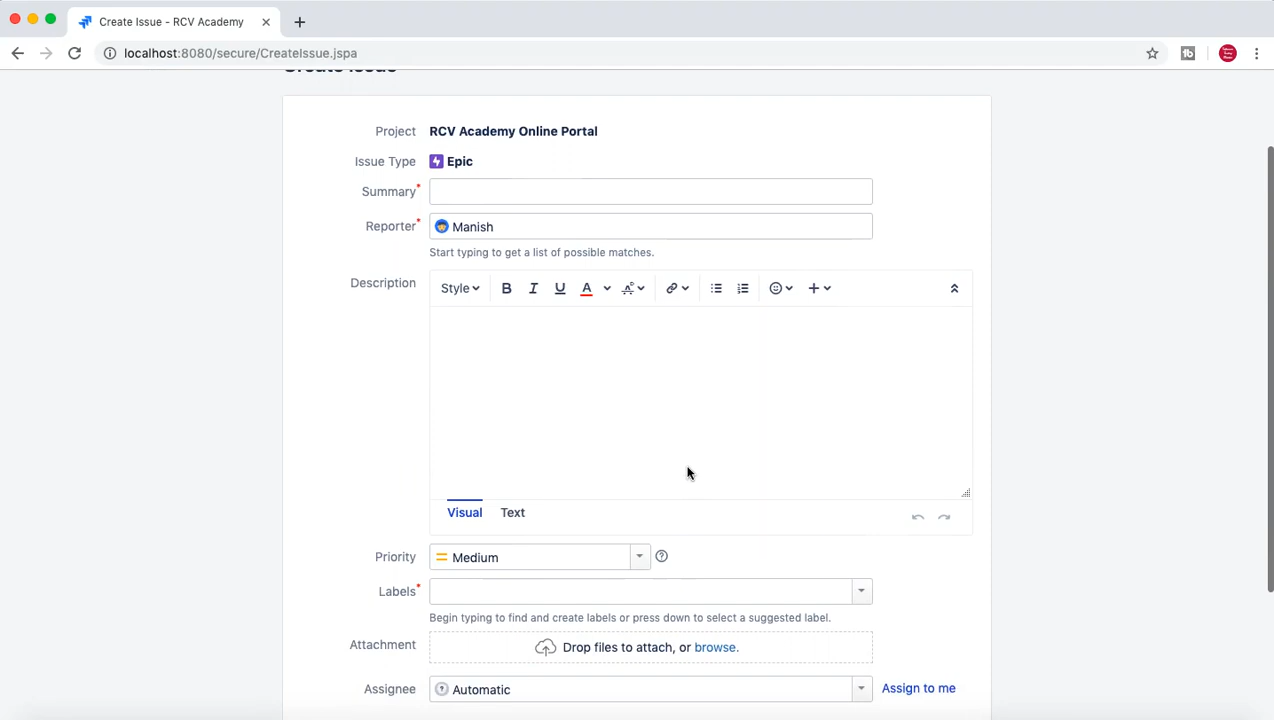 Create Issue - RCV Academy
localhost:8080/secure/CreateIssue.jspa
Create Issue
Project RCV Academy Online Portal
Issue Type Epic
Summary*
Reporter* Manish
Start typing to get a list of possible matches.
Description Style B I U A
Visual Text
Priority Medium
Labels*
Begin typing to find and create labels or press down to select a suggested label.
Attachment Drop files to attach, or browse.
Assignee Automatic Assign to me